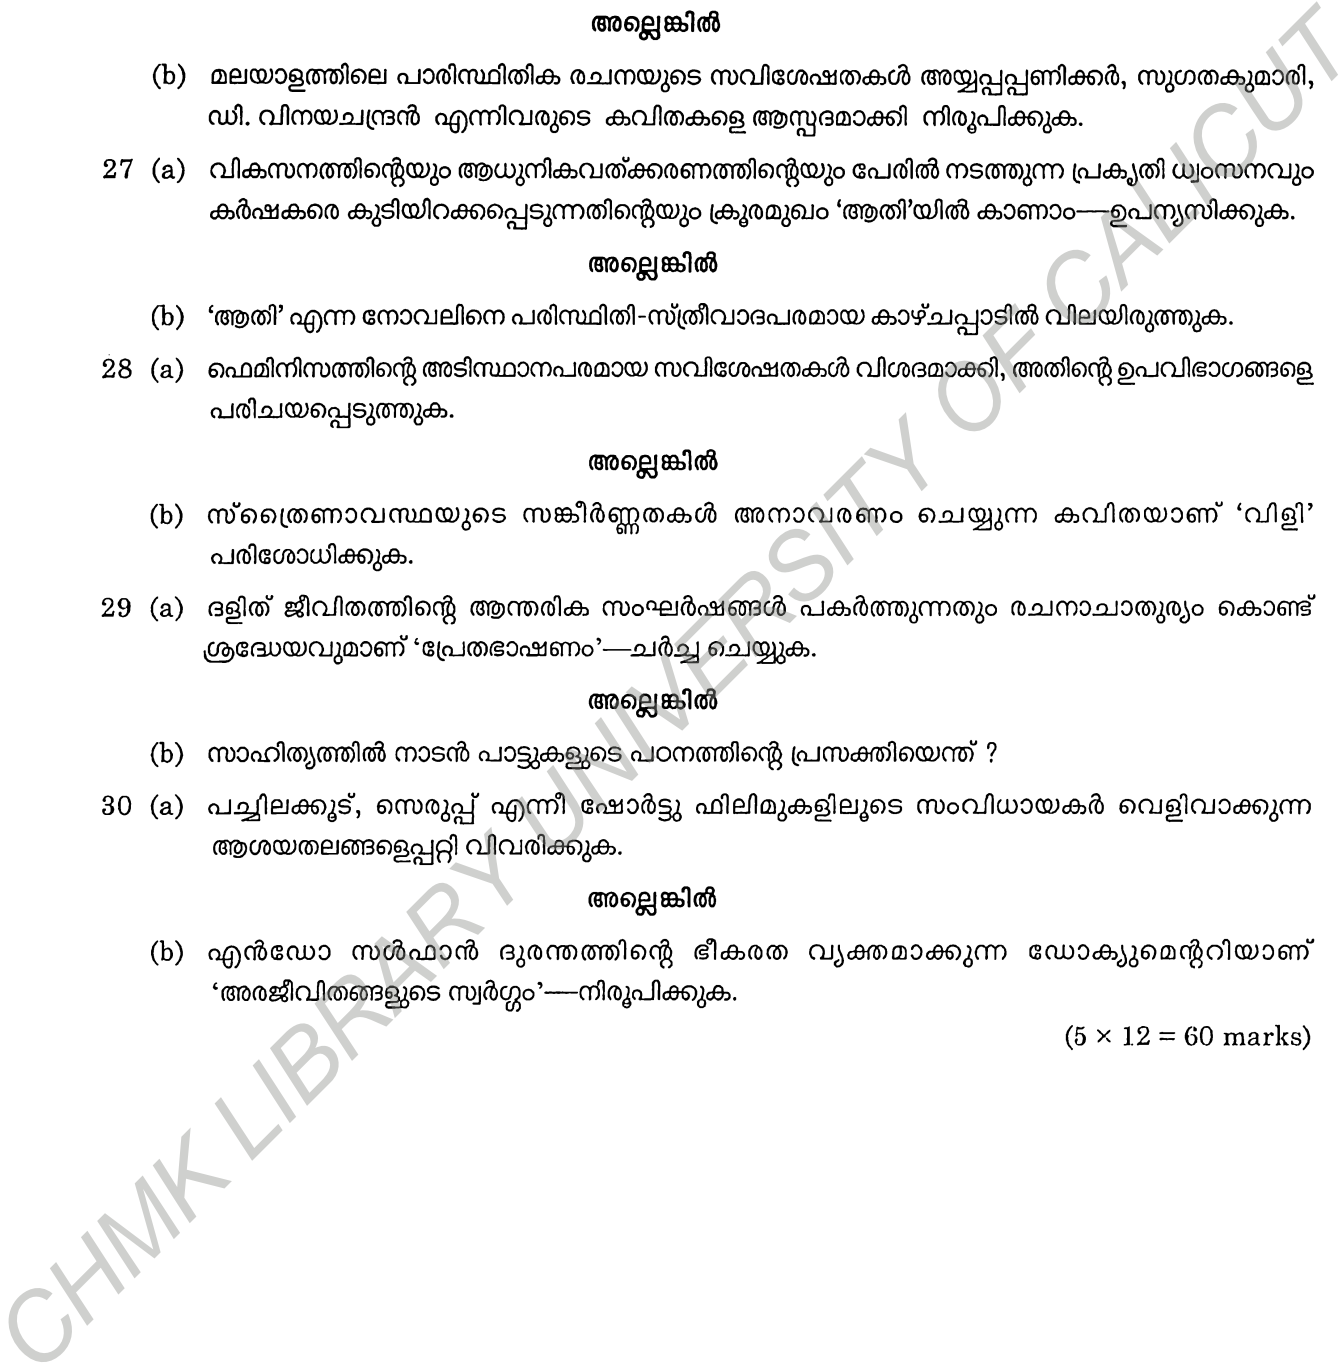 അല്ലെങ്കിൽ
(b) മലയാളത്തിലെ പാരിസ്ഥിതിക രചനയുടെ സവിശേഷതകൾ അയ്യപ്പപ്പണിക്കർ, സുഗതകുമാരി,
ഡി. വിനയചന്ദ്രൻ എന്നിവരുടെ കവിതകളെ ആസ്പദമാക്കി നിരൂപിക്കുക.
27 (a) വികസനത്തിന്റെയും ആധുനികവത്ക്കരണത്തിന്റെയും പേരിൽ നടത്തുന്ന പ്രകൃതി ധ്വംസനവും
കർഷകരെ കുടിയിറക്കപ്പെടുന്നതിന്റെയും ക്രൂരമുഖം ‘ആതി’യിൽ കാണാം—ഉപന്യസിക്കുക.
അല്ലെങ്കിൽ
(b) ‘ആതി’ എന്ന നോവലിനെ പരിസ്ഥിതി-സ്ത്രീവാദപരമായ കാഴ്ചപ്പാടിൽ വിലയിരുത്തുക.
28 (a) ഫെമിനിസത്തിന്റെ അടിസ്ഥാനപരമായ സവിശേഷതകൾ വിശദമാക്കി, അതിന്റെ ഉപവിഭാഗങ്ങളെ
പരിചയപ്പെടുത്തുക.
അല്ലെങ്കിൽ
(b) സ്ത്രൈണാവസ്ഥയുടെ സങ്കീർണ്ണതകൾ അനാവരണം ചെയ്യുന്ന കവിതയാണ് ‘വിളി’
പരിശോധിക്കുക.
29 (a) ദളിത് ജീവിതത്തിന്റെ ആന്തരിക സംഘർഷങ്ങൾ പകർത്തുന്നതും രചനാചാതുര്യം കൊണ്ട്
ശ്രദ്ധേയവുമാണ് ‘പ്രേതഭാഷണം’—ചർച്ച ചെയ്യുക.
അല്ലെങ്കിൽ
(b) സാഹിത്യത്തിൽ നാടൻ പാട്ടുകളുടെ പഠനത്തിന്റെ പ്രസക്തിയെന്ത് ?
30 (a) പച്ചിലക്കൂട്, സെരുപ്പ് എന്നീ ഷോർട്ടു ഫിലിമുകളിലൂടെ സംവിധായകർ വെളിവാക്കുന്ന
ആശയതലങ്ങളെപ്പറ്റി വിവരിക്കുക.
അല്ലെങ്കിൽ
(b) എൻഡോ സൾഫാൻ ദുരന്തത്തിന്റെ ഭീകരത വ്യക്തമാക്കുന്ന ഡോക്യുമെന്ററിയാണ്
‘അരജീവിതങ്ങളുടെ സ്വർഗ്ഗം’—നിരൂപിക്കുക.
(5 × 12 = 60 marks)
CHMK LIBRARY UNIVERSITY OF CALICUT